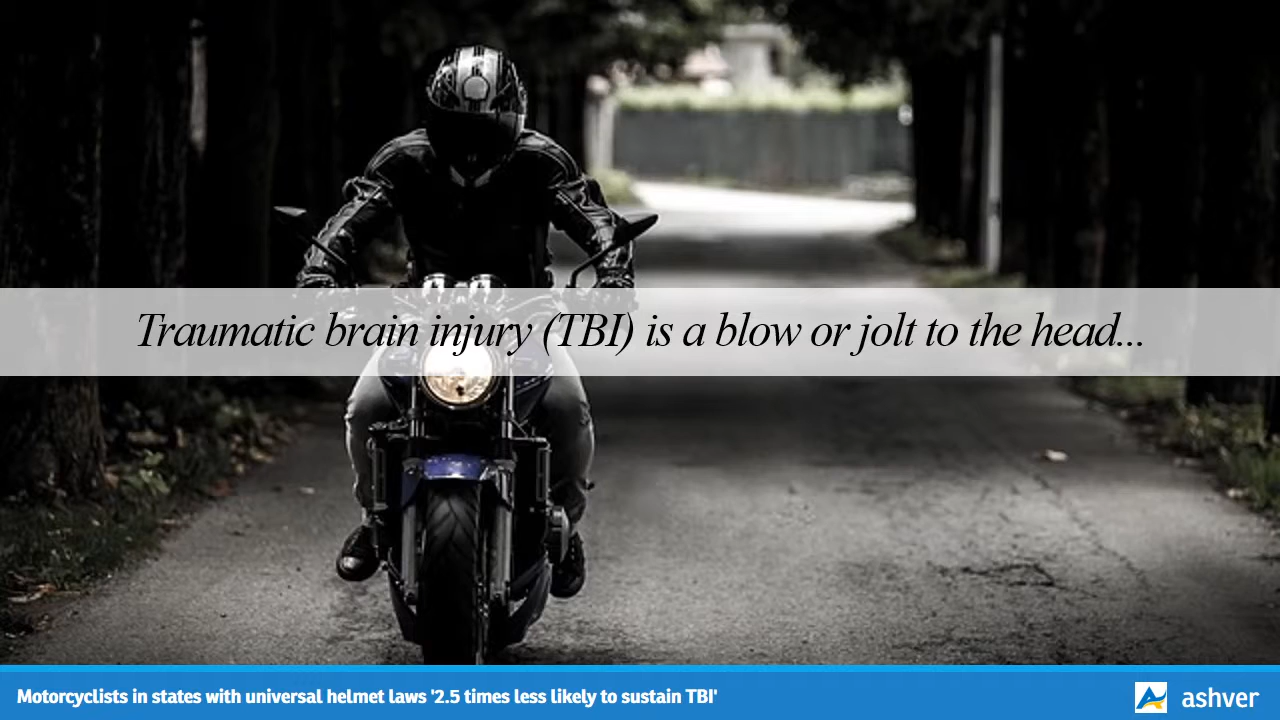 Traumatic brain injury (TBI) is a blow or jolt to the head...
Motorcyclists in states with universal helmet laws '2.5 times less likely to sustain TBI'
ashver